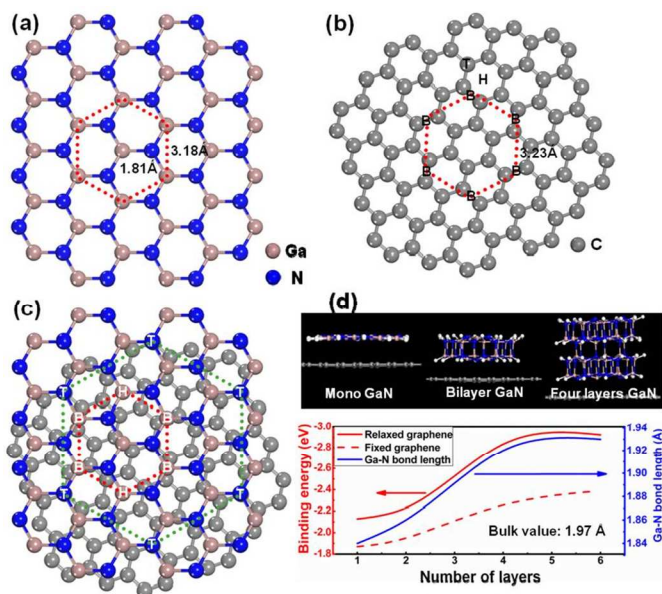 (a)
3.18Å
1.81Å
Ga
N
(b)
T
H
B
B
B
3.23Å
B
B
B
C
(c)
T
T
T
H
B
B
B
B
H
T
T
T
(d)
Mono GaN
Bilayer GaN
Four layers GaN
Binding energy (eV)
-3.0
-2.8
-2.6
-2.4
-2.2
-2.0
-1.8
Relaxed graphene
Fixed graphene
Ga-N bond length
Bulk value: 1.97 Å
1.94
1.92
1.90
1.88
1.86
1.84
Ga-N bond length (Å)
1 2 3 4 5 6
Number of layers